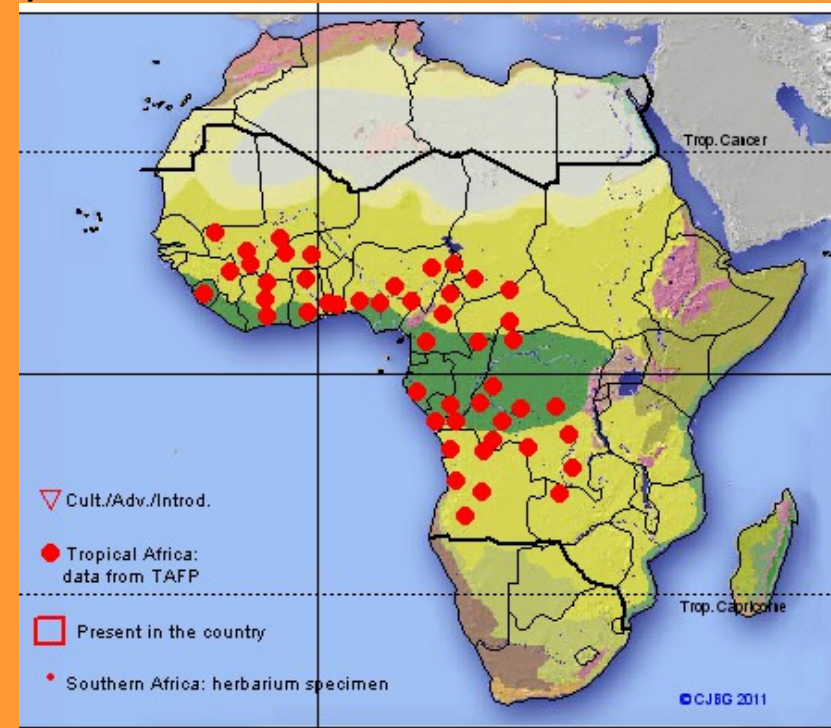 Trop. Cancer
Cult./Adv./Introd.
Tropical Africa:
data from TAFP
Trop. Capricorne
Present in the country
Southern Africa: herbarium specimen
©CJBG 2011